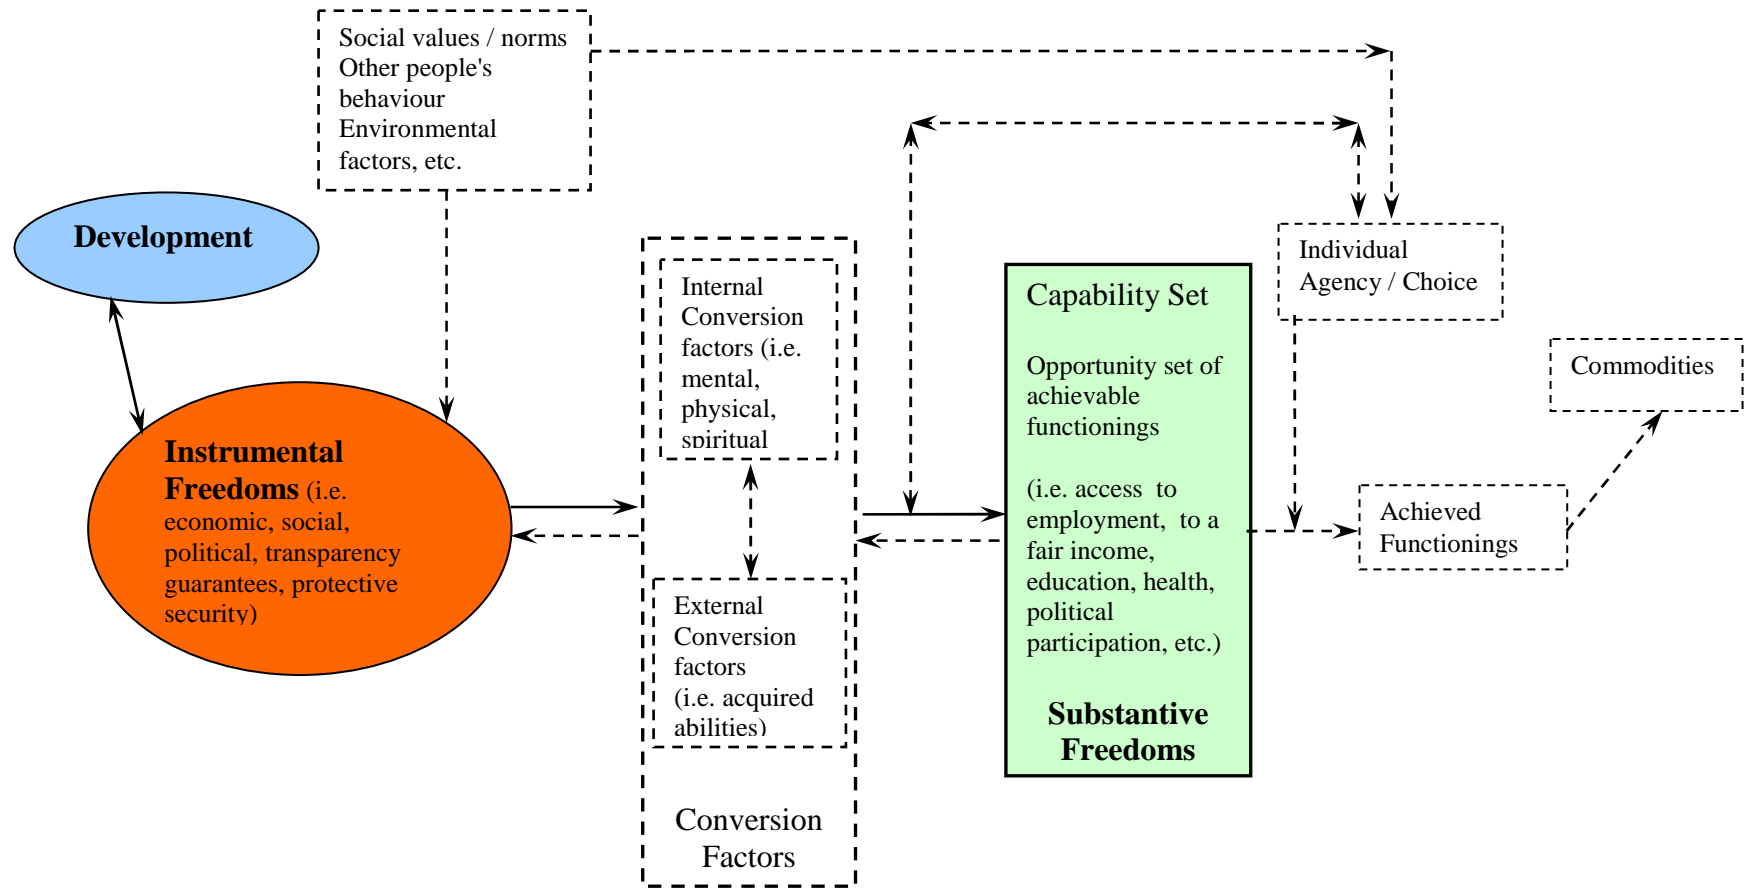 Social values / norms
Other people's
behaviour
Environmental
factors, etc.
Development
Instrumental
Freedoms (i.e.
economic, social,
political, transparency
guarantees, protective
security)
Internal
Conversion
factors (i.e.
mental,
physical,
spiritual
External
Conversion
factors
(i.e. acquired
abilities)
Conversion
Factors
Capability Set
Opportunity set of
achievable
functionings
(i.e. access to
employment, to a
fair income,
education, health,
political
participation, etc.)
Substantive
Freedoms
Individual
Agency / Choice
Achieved
Functionings
Commodities